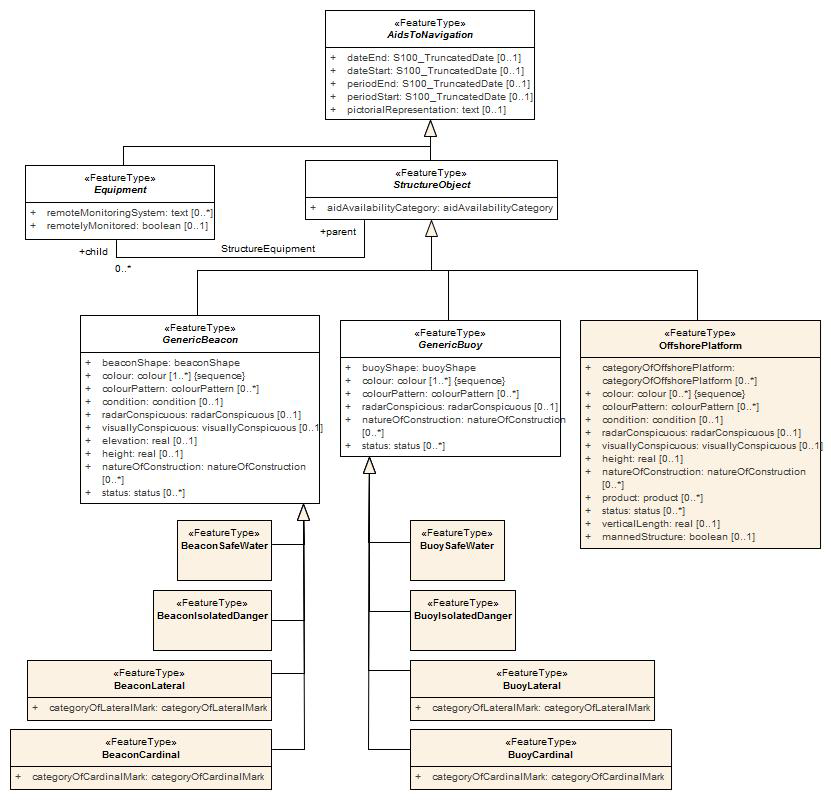 «FeatureType»
AidsToNavigation
+ dateEnd: S100_TruncatedDate [0..1]
+ dateStart: S100_TruncatedDate [0..1]
+ periodEnd: S100_TruncatedDate [0..1]
+ periodStart: S100_TruncatedDate [0..1]
+ pictorialRepresentation: text [0..1]
«FeatureType»
Equipment
+ remoteMonitoringSystem: text [0..*]
+ remotelyMonitored: boolean [0..1]
«FeatureType»
StructureObject
+ aidAvailabilityCategory: aidAvailabilityCategory
+parent
+child
StructureEquipment
0..*
«FeatureType»
GenericBeacon
+ beaconShape: beaconShape
+ colour: colour [1..*] {sequence}
+ colourPattern: colourPattern [0..*]
+ condition: condition [0..1]
+ radarConspicuous: radarConspicuous [0..1]
+ visuallyConspicuous: visuallyConspicuous [0..1]
+ elevation: real [0..1]
+ height: real [0..1]
+ natureOfConstruction: natureOfConstruction
[0..*]
+ status: status [0..*]
«FeatureType»
GenericBuoy
+ buoyShape: buoyShape
+ colour: colour [1..*] {sequence}
+ colourPattern: colourPattern [0..*]
+ radarConspicuous: radarConspicuous [0..1]
+ natureOfConstruction: natureOfConstruction
[0..*]
+ status: status [0..*]
«FeatureType»
OffshorePlatform
+ categoryOfOffshorePlatform:
categoryOfOffshorePlatform [0..*]
+ colour: colour [0..*] {sequence}
+ colourPattern: colourPattern [0..*]
+ condition: condition [0..1]
+ radarConspicuous: radarConspicuous [0..1]
+ visuallyConspicuous: visuallyConspicuous [0..1]
+ height: real [0..1]
+ natureOfConstruction: natureOfConstruction
[0..*]
+ product: product [0..*]
+ status: status [0..*]
+ verticalLength: real [0..1]
+ mannedStructure: boolean [0..1]
«FeatureType»
BeaconSafeWater
«FeatureType»
BuoySafeWater
«FeatureType»
BeaconIsolatedDanger
«FeatureType»
BuoyIsolatedDanger
«FeatureType»
BeaconLateral
+ categoryOfLateralMark: categoryOfLateralMark
«FeatureType»
BuoyLateral
+ categoryOfLateralMark: categoryOfLateralMark
«FeatureType»
BeaconCardinal
+ categoryOfCardinalMark: categoryOfCardinalMark
«FeatureType»
BuoyCardinal
+ categoryOfCardinalMark: categoryOfCardinalMark